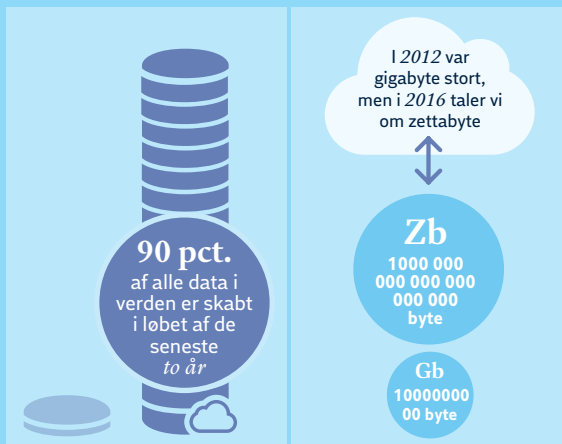 90 pct.
af alle data i
verden er skabt
i løbet af de
seneste
to år
I 2012 var
gigabyte stort,
men i 2016 taler vi
om zettabyte
Zb
1000 000
000 000 000
000 000
byte
Gb
10000000
00 byte